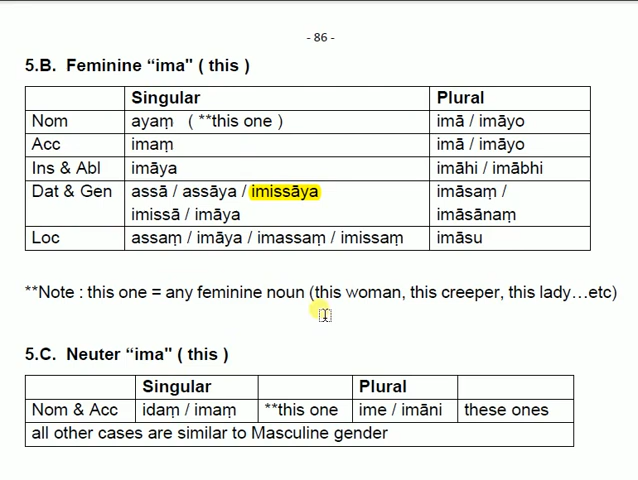 - 86 -
5.B. Feminine “ima" ( this )
Singular Plural
Nom ayaṃ ( **this one ) imā / imāyo
Acc imaṃ imā / imāyo
Ins & Abl imāya imāhi / imābhi
Dat & Gen assā / assāya / imissāya imāsaṃ /
imissā / imāya imāsānaṃ
Loc assaṃ / imāya / imassaṃ / imissaṃ imāsu
**Note : this one = any feminine noun (this woman, this creeper, this lady…etc)
5.C. Neuter “ima" ( this )
Singular Plural
Nom & Acc idaṃ / imaṃ **this one ime / imāni these ones
all other cases are similar to Masculine gender